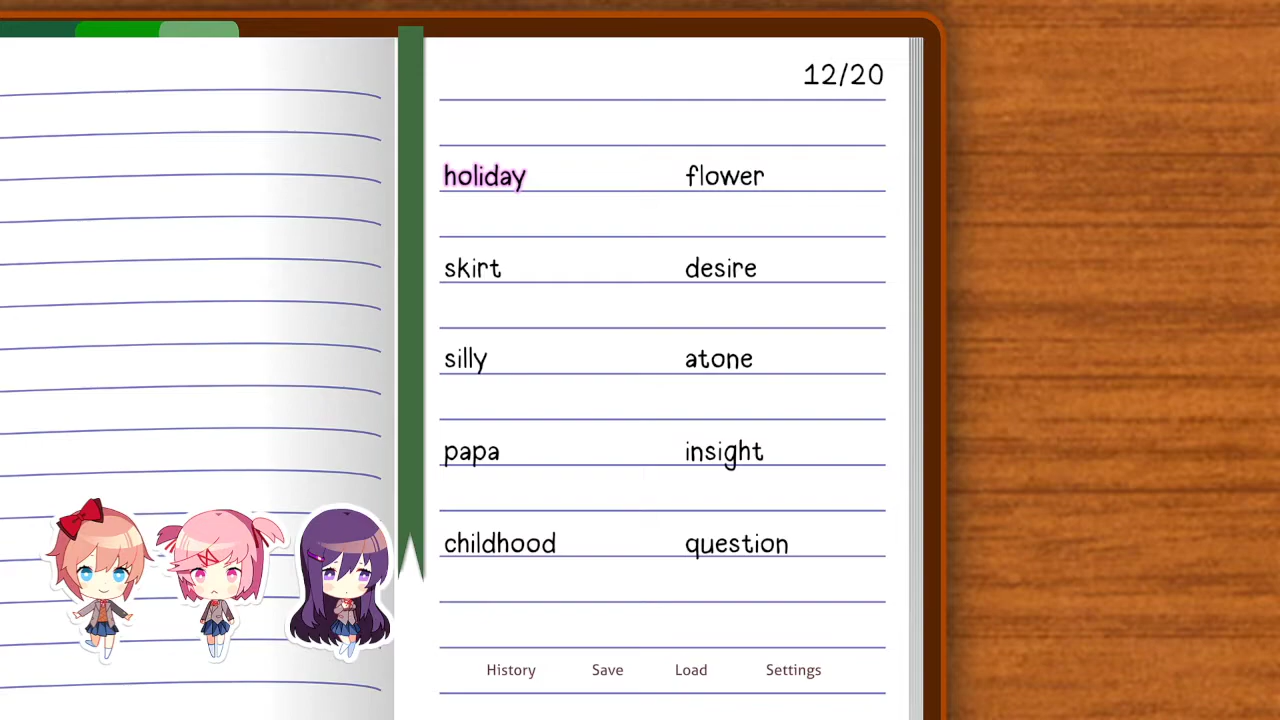 12/20
holiday flower
skirt desire
silly atone
papa insight
childhood question
History Save Load Settings